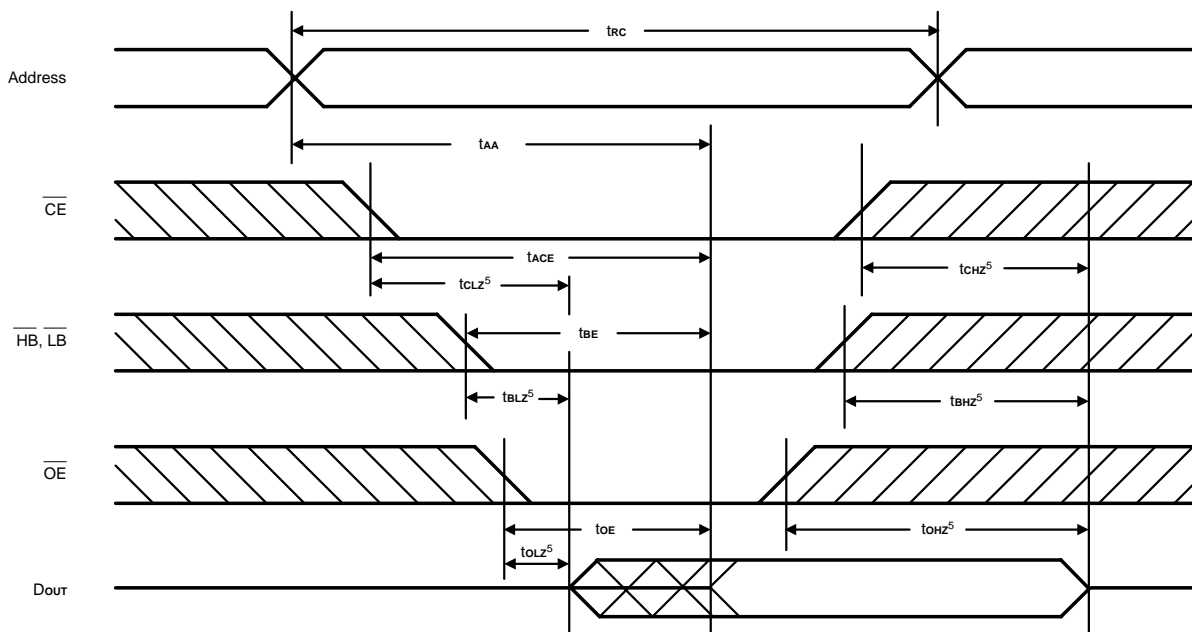 tRC
Address
tAA
CE
tACE
tCHZ5
tCLZ5
HB, LB
tBE
tBLZ5
tBHZ5
OE
tOE
tOHZ5
tOLZ5
DOUT